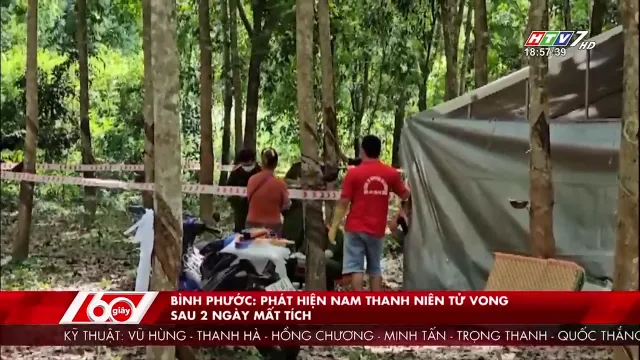 HTV7 HD
18:57:39
60 giây
BÌNH PHƯỚC: PHÁT HIỆN NAM THANH NIÊN TỬ VONG
SAU 2 NGÀY MẤT TÍCH
KỸ THUẬT: VŨ HÙNG - THANH HÀ - HỒNG CHƯƠNG - MINH TẤN - TRỌNG THANH - QUỐC THẮNG